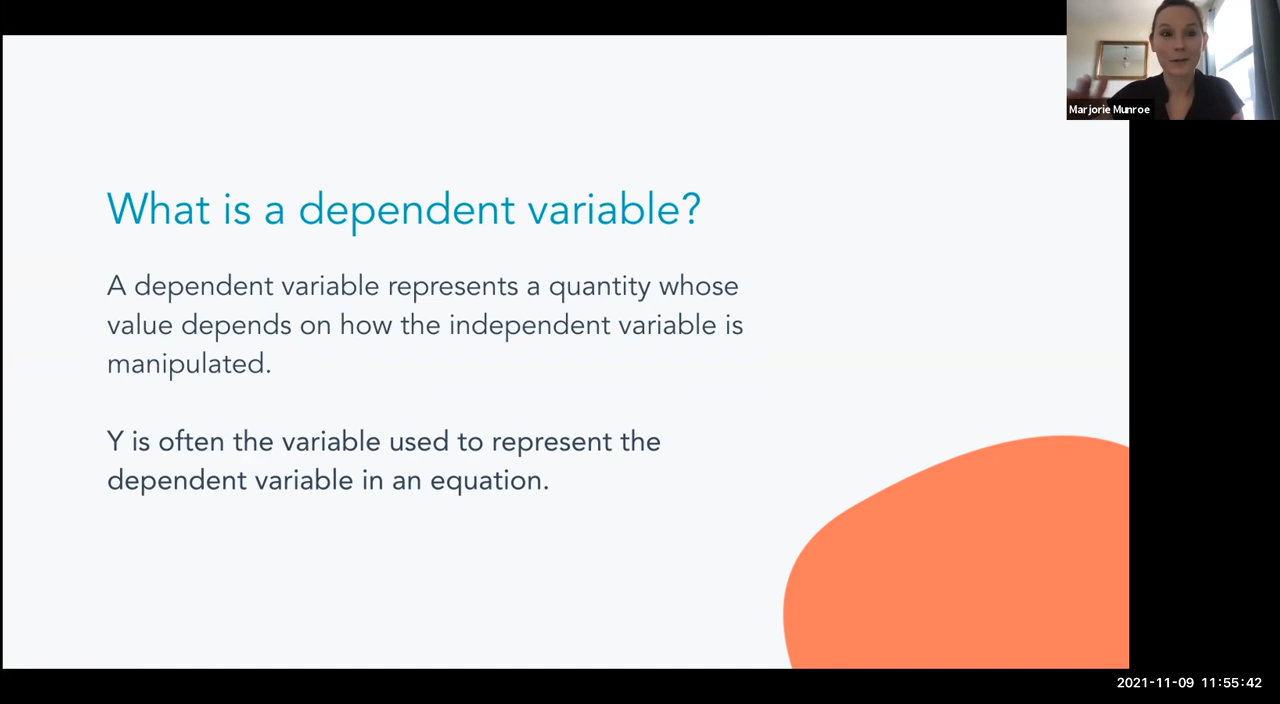 Marjorie Munroe
What is a dependent variable?
A dependent variable represents a quantity whose
value depends on how the independent variable is
manipulated.
Y is often the variable used to represent the
dependent variable in an equation.
2021-11-09 11:55:42